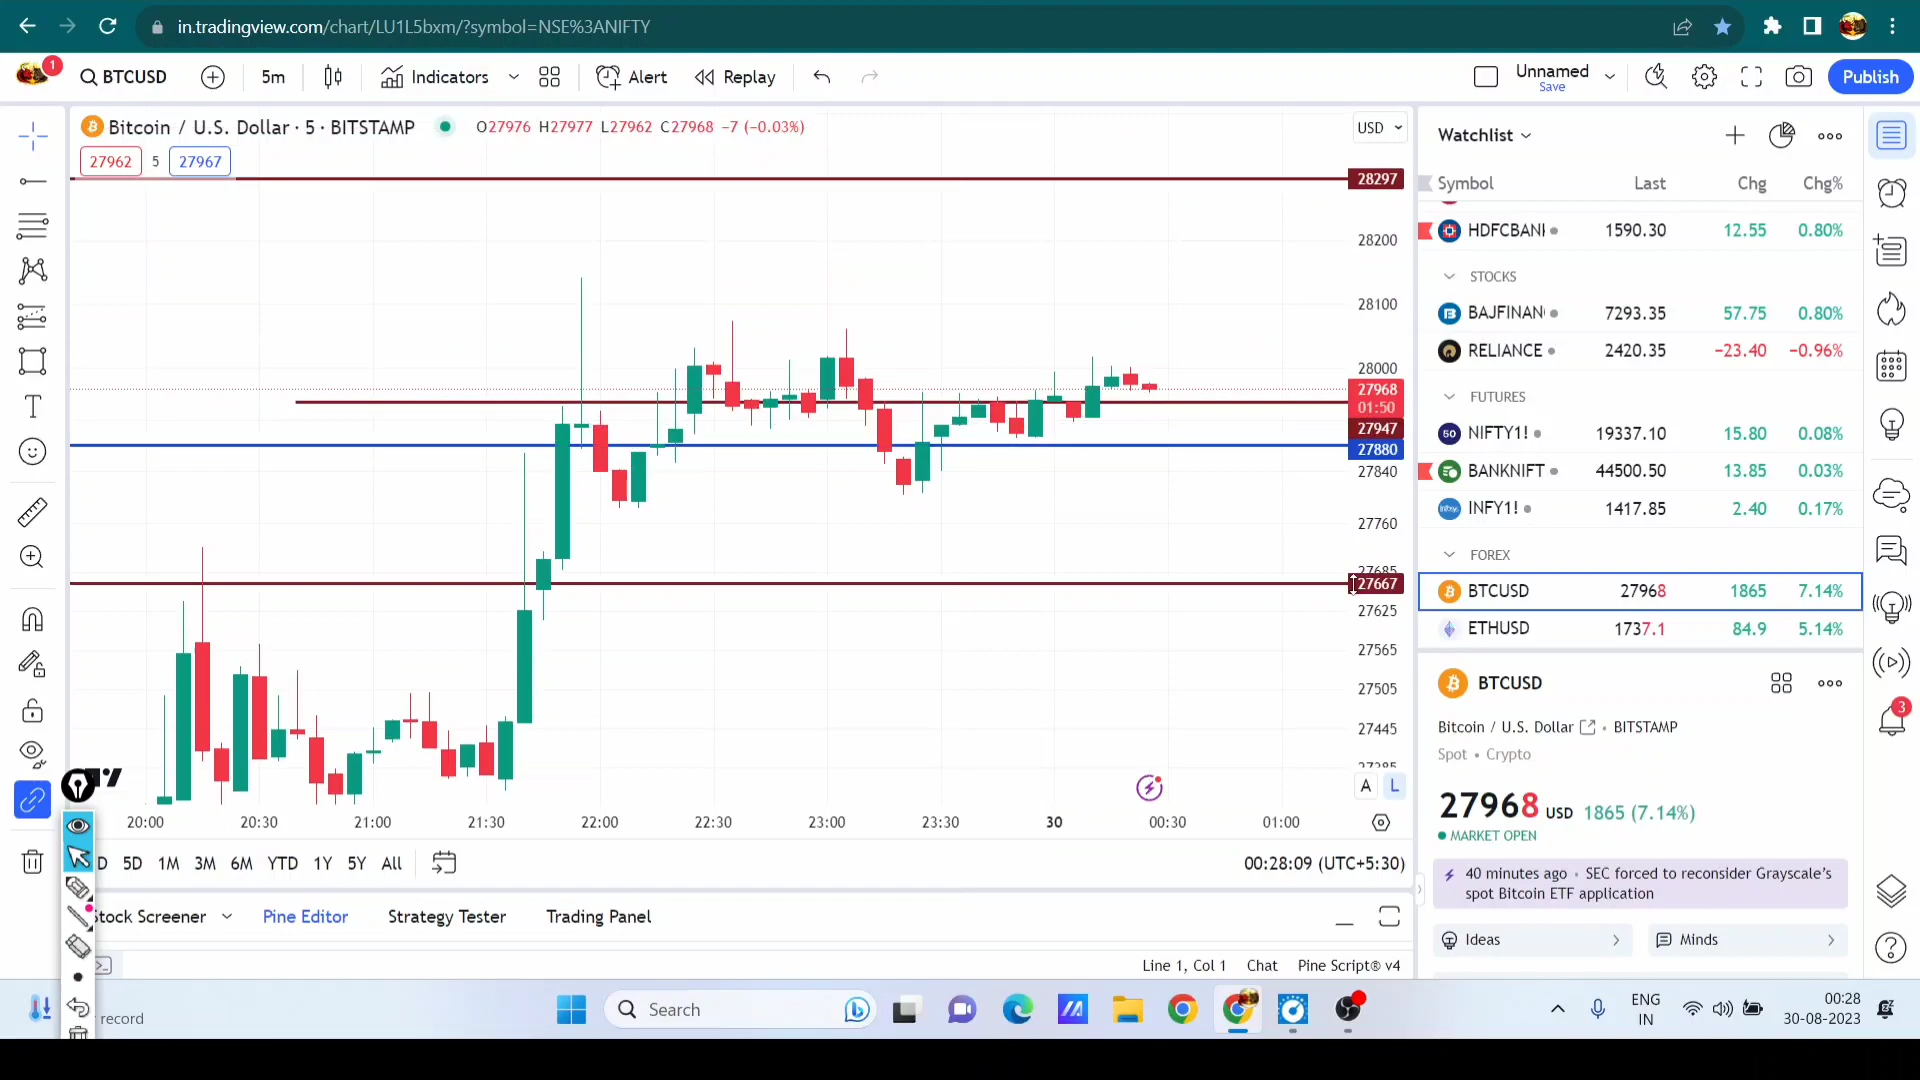 in.tradingview.com/chart/LU1L5bxm/?symbol=NSE%3ANIFTY
1
BTCUSD
5m
Indicators
Alert
Replay
Unnamed
Save
Publish
Bitcoin / U.S. Dollar · 5 · BITSTAMP
O27976 H27977 L27962 C27968 −7 (−0.03%)
27962
5
27967
USD
28297
28200
28100
28000
27968
01:50
27947
27880
27840
27760
27685
27667
27625
27565
27505
27445
27385
A
L
20:00
20:30
21:00
21:30
22:00
22:30
23:00
23:30
30
00:30
01:00
D
5D
1M
3M
6M
YTD
1Y
5Y
All
00:28:09 (UTC+5:30)
Stock Screener
Pine Editor
Strategy Tester
Trading Panel
Line 1, Col 1
Chat
Pine Script® v4
Watchlist
Symbol Last Chg Chg%
HDFCBANI 1590.30 12.55 0.80%
STOCKS
BAJFINAN 7293.35 57.75 0.80%
RELIANCE 2420.35 −23.40 −0.96%
FUTURES
50 NIFTY1! 19337.10 15.80 0.08%
BANKNIFT 44500.50 13.85 0.03%
INFY1! 1417.85 2.40 0.17%
FOREX
BTCUSD 27968 1865 7.14%
ETHUSD 1737.1 84.9 5.14%
BTCUSD
Bitcoin / U.S. Dollar • BITSTAMP
Spot • Crypto
27968 USD 1865 (7.14%)
MARKET OPEN
40 minutes ago • SEC forced to reconsider Grayscale's
spot Bitcoin ETF application
Ideas
Minds
3
record
Search
ENG
IN
00:28
30-08-2023